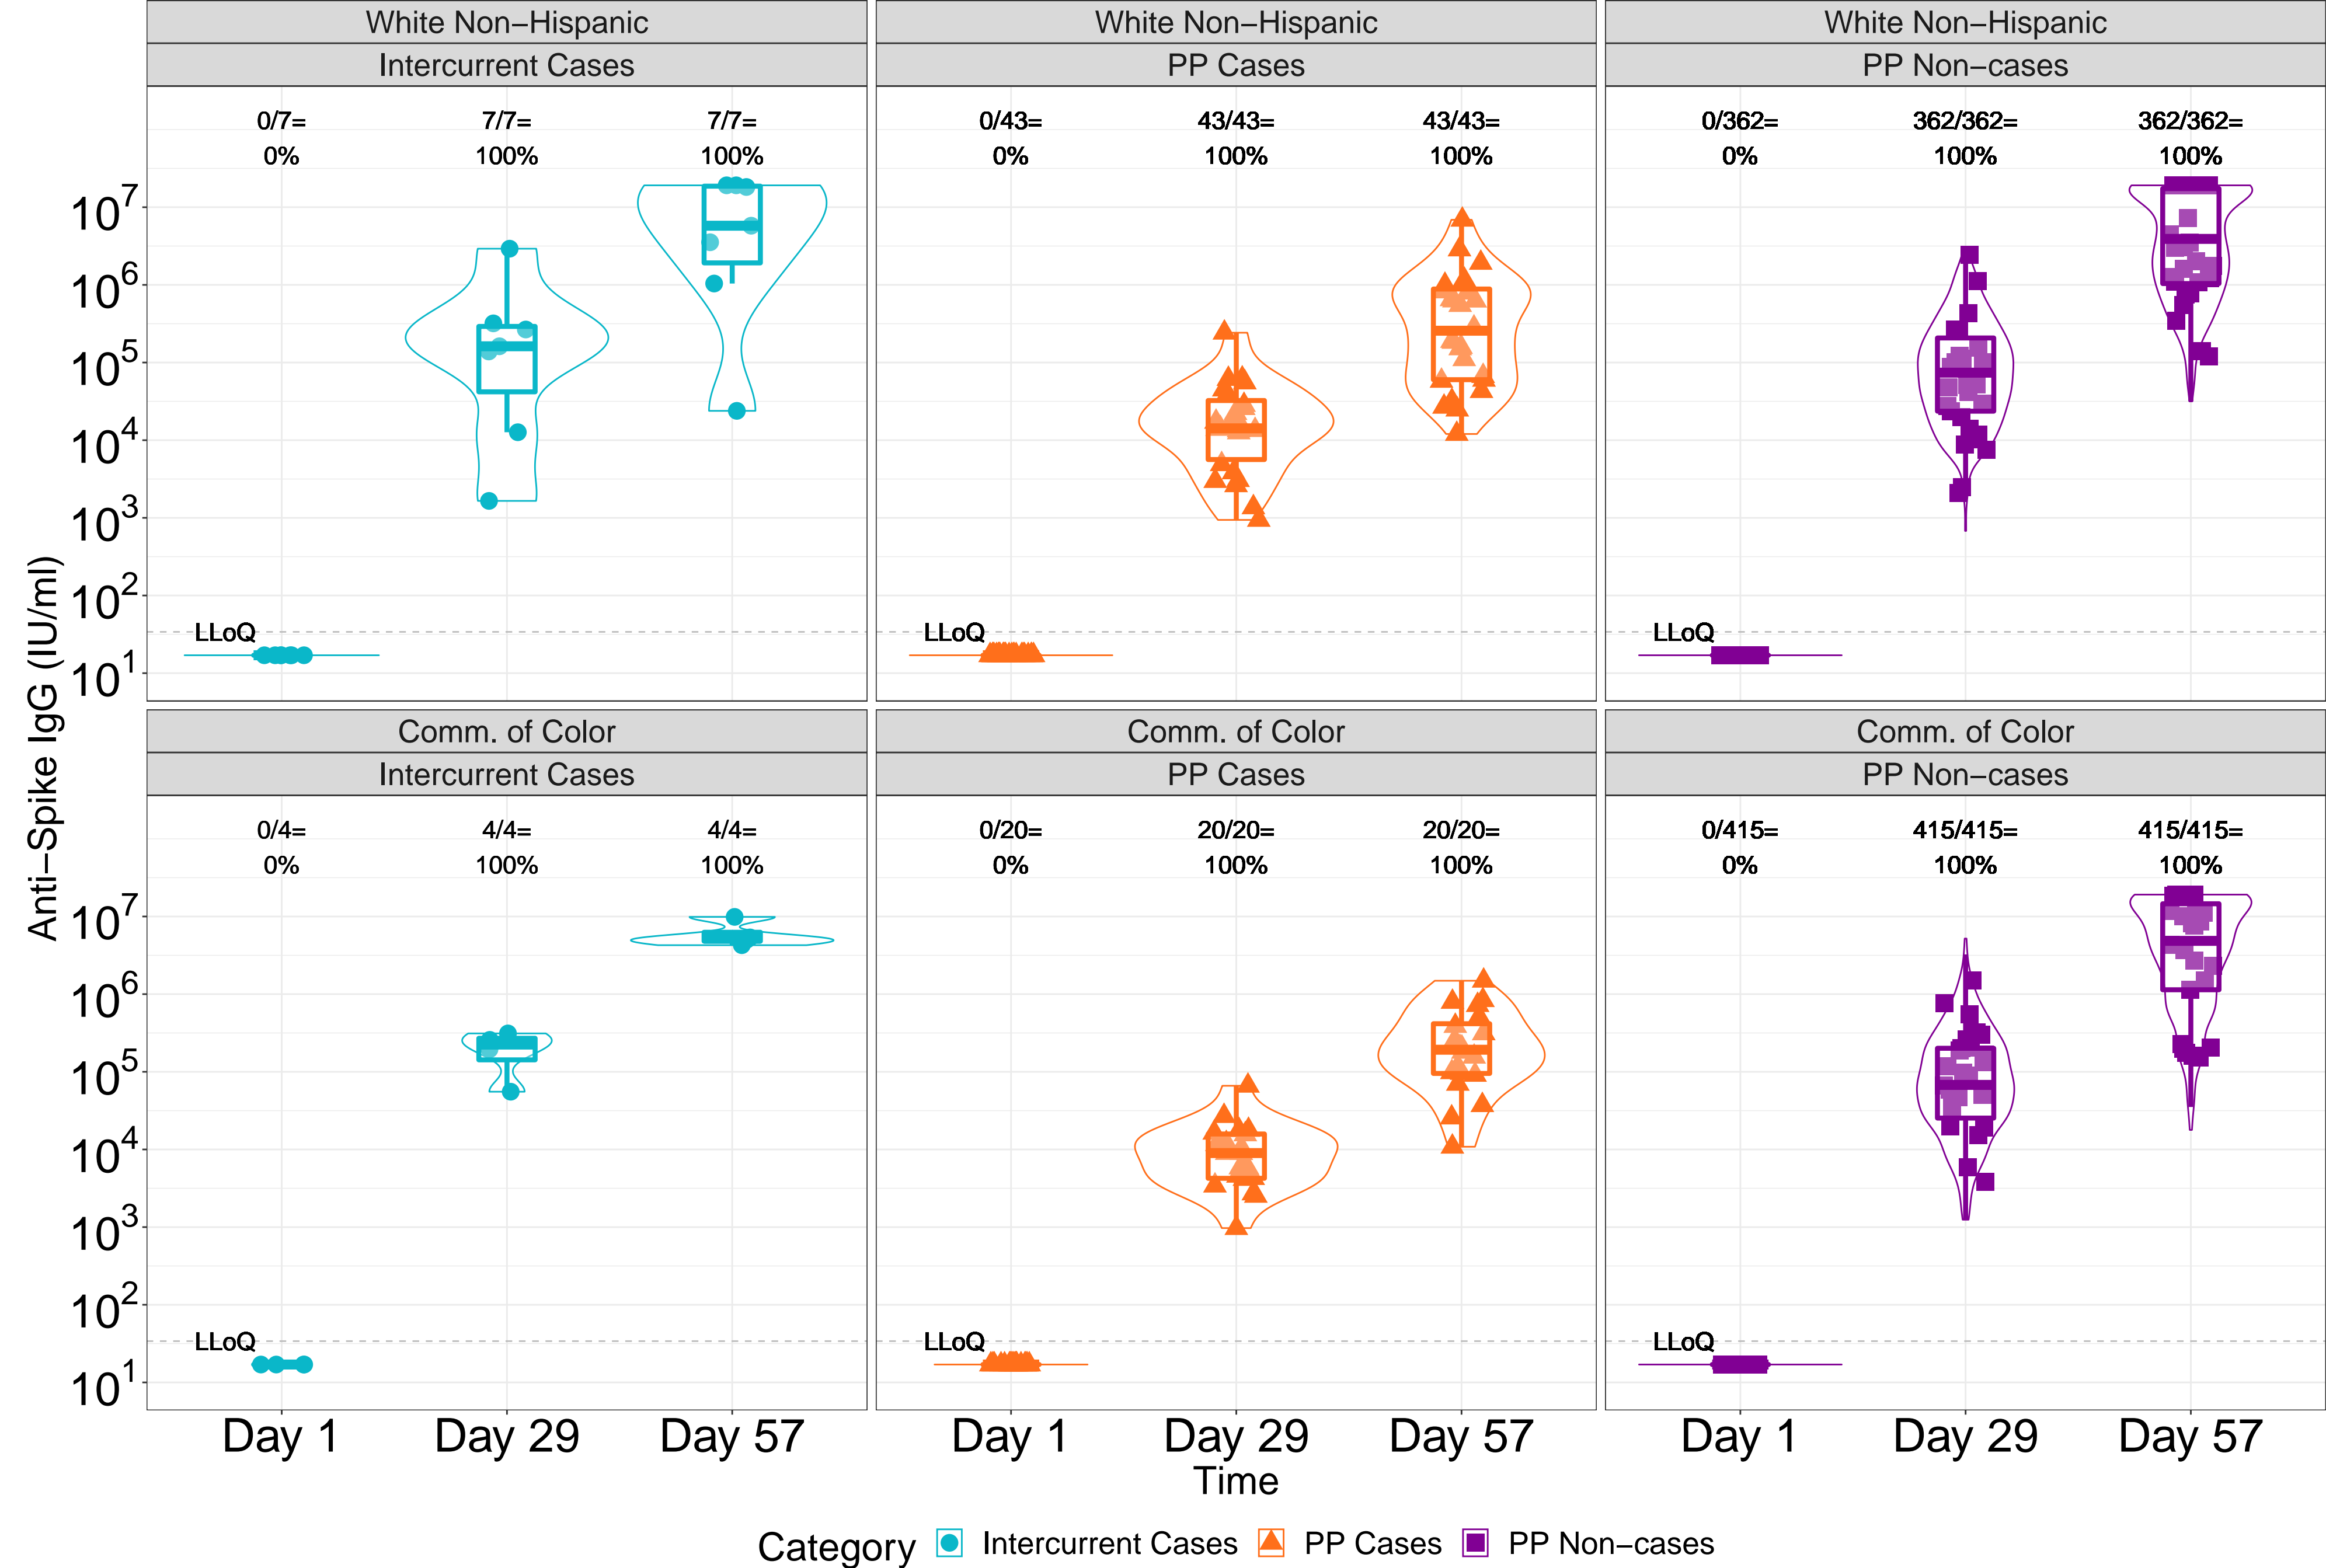 White Non−Hispanic White Non−Hispanic White Non−Hispanic
Intercurrent Cases PP Cases PP Non−cases
0/7= 7/7= 7/7= 0/43= 43/43= 43/43= 0/362= 362/362= 362/362=
0% 100% 100% 0% 100% 100% 0% 100% 100%
10^7
10^6
10^5
10^4
10^3
10^2
LLoQ LLoQ LLoQ
10^1
Anti−Spike IgG (IU/ml)
Comm. of Color Comm. of Color Comm. of Color
Intercurrent Cases PP Cases PP Non−cases
0/4= 4/4= 4/4= 0/20= 20/20= 20/20= 0/415= 415/415= 415/415=
0% 100% 100% 0% 100% 100% 0% 100% 100%
10^7
10^6
10^5
10^4
10^3
10^2
LLoQ LLoQ LLoQ
10^1
Day 1 Day 29 Day 57 Day 1 Day 29 Day 57 Day 1 Day 29 Day 57
Time
Category Intercurrent Cases PP Cases PP Non−cases